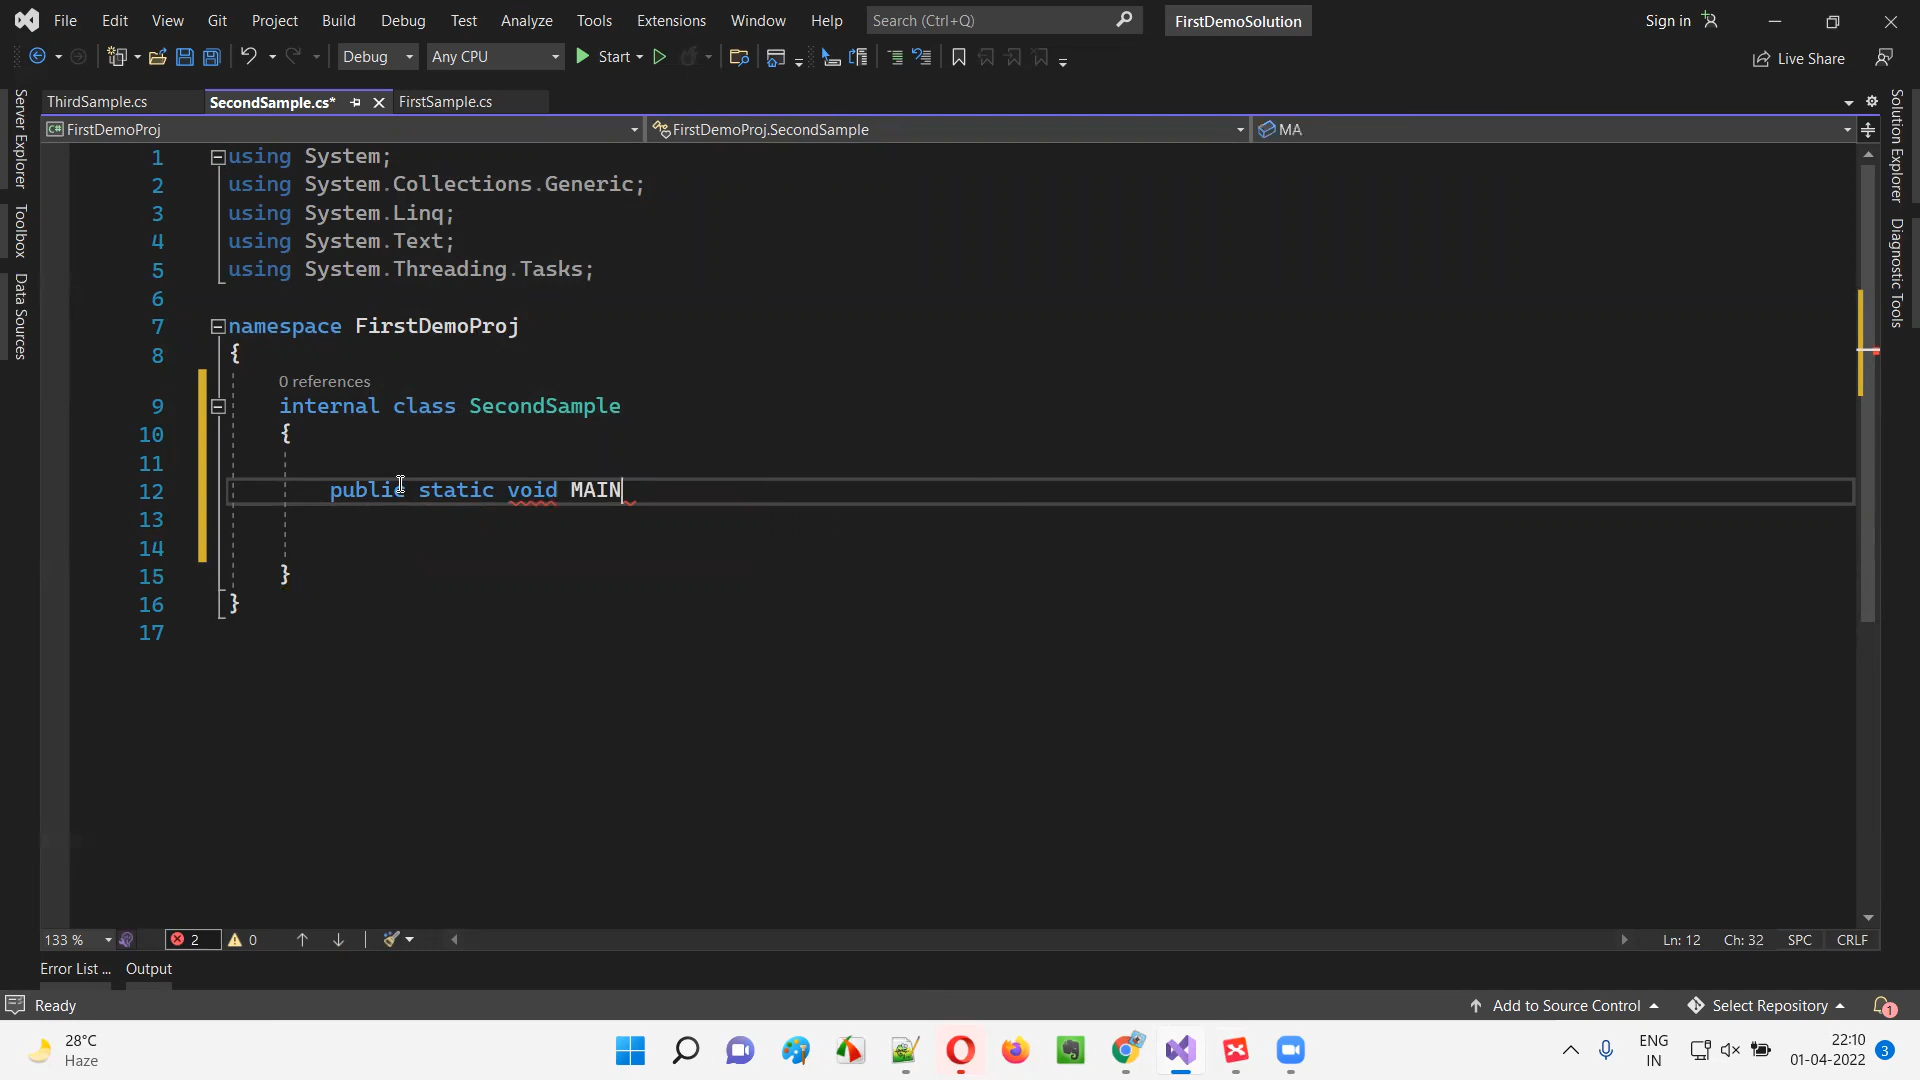 File Edit View Git Project Build Debug Test Analyze Tools Extensions Window Help Search (Ctrl+Q) FirstDemoSolution Sign in
Debug Any CPU Start Live Share
Server Explorer
Toolbox
Data Sources
ThirdSample.cs SecondSample.cs* FirstSample.cs
C# FirstDemoProj FirstDemoProj.SecondSample MA
1 using System;
2 using System.Collections.Generic;
3 using System.Linq;
4 using System.Text;
5 using System.Threading.Tasks;
6
7 namespace FirstDemoProj
8 {
0 references
9 internal class SecondSample
10 {
11
12 public static void MAIN
13
14
15 }
16 }
17
Solution Explorer
Diagnostic Tools
133 % 2 0 Ln: 12 Ch: 32 SPC CRLF
Error List ... Output
Ready Add to Source Control Select Repository 1
28°C
Haze
ENG
IN
22:10
01-04-2022
3